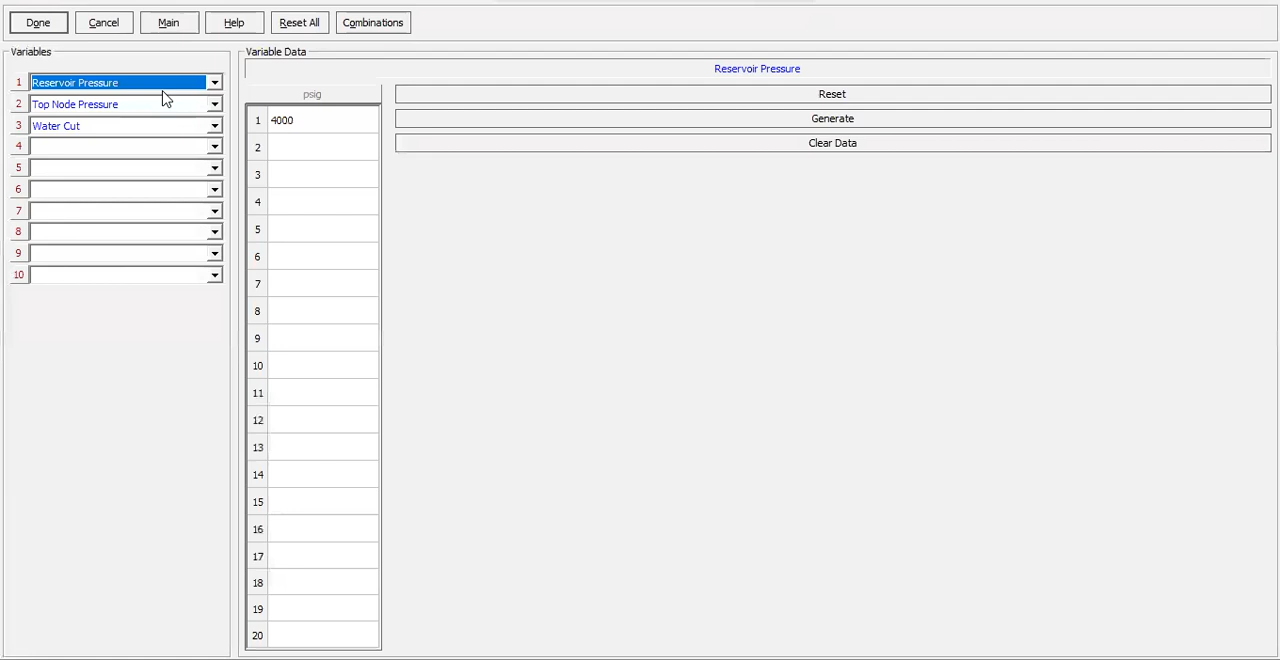 Done Cancel Main Help Reset All Combinations
Variables
1 Reservoir Pressure
2 Top Node Pressure
3 Water Cut
4
5
6
7
8
9
10
Variable Data
Reservoir Pressure
psig
1 4000
2
3
4
5
6
7
8
9
10
11
12
13
14
15
16
17
18
19
20
Reset
Generate
Clear Data